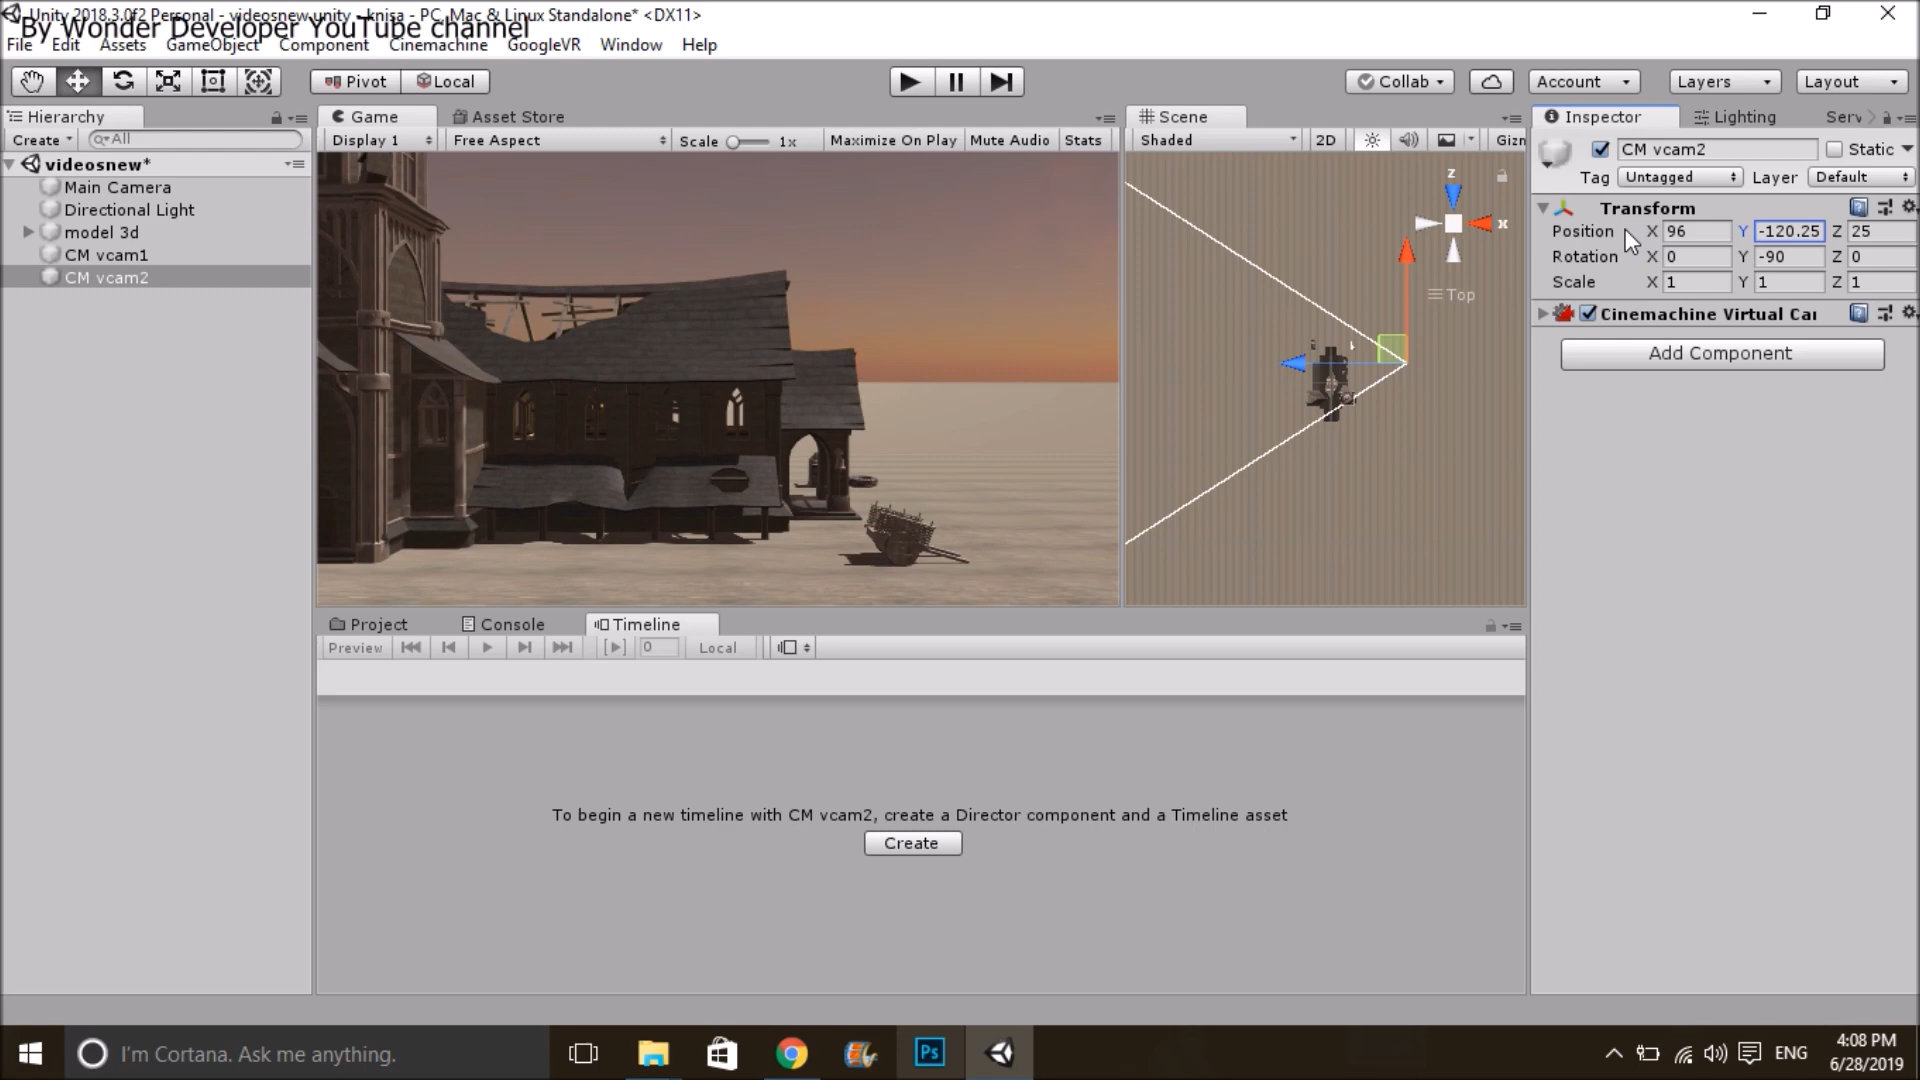 Unity 2018.3.0f2 Personal - videosnew.unity - knisa - PC, Mac & Linux Standalone* <DX11>
By Wonder Developer YouTube channel
File Edit Assets GameObject Component Cinemachine GoogleVR Window Help
Pivot Local Collab Account Layers Layout
Hierarchy Game Asset Store Scene Inspector Lighting Serv
Create All Display 1 Free Aspect Scale 1x Maximize On Play Mute Audio Stats Shaded 2D Gizn
videosnew*
Main Camera
Directional Light
model 3d
CM vcam1
CM vcam2
z
x
Top
CM vcam2 Static
Tag Untagged Layer Default
Transform
Position X 96 Y -120.25 Z 25
Rotation X 0 Y -90 Z 0
Scale X 1 Y 1 Z 1
Cinemachine Virtual Cai
Add Component
Project Console Timeline
Preview 0 Local
To begin a new timeline with CM vcam2, create a Director component and a Timeline asset
Create
I'm Cortana. Ask me anything.
Ps
ENG
4:08 PM
6/28/2019